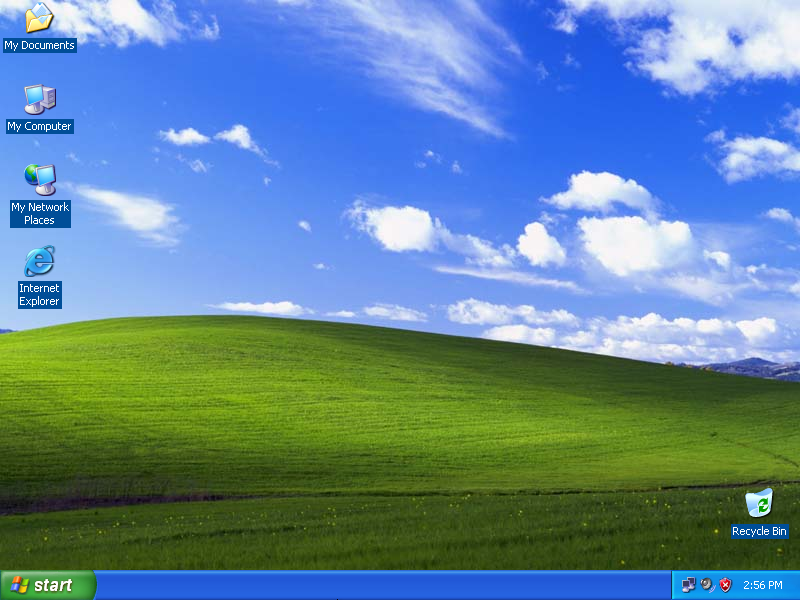 My Documents
My Computer
My Network
Places
Internet
Explorer
Recycle Bin
start
2:56 PM